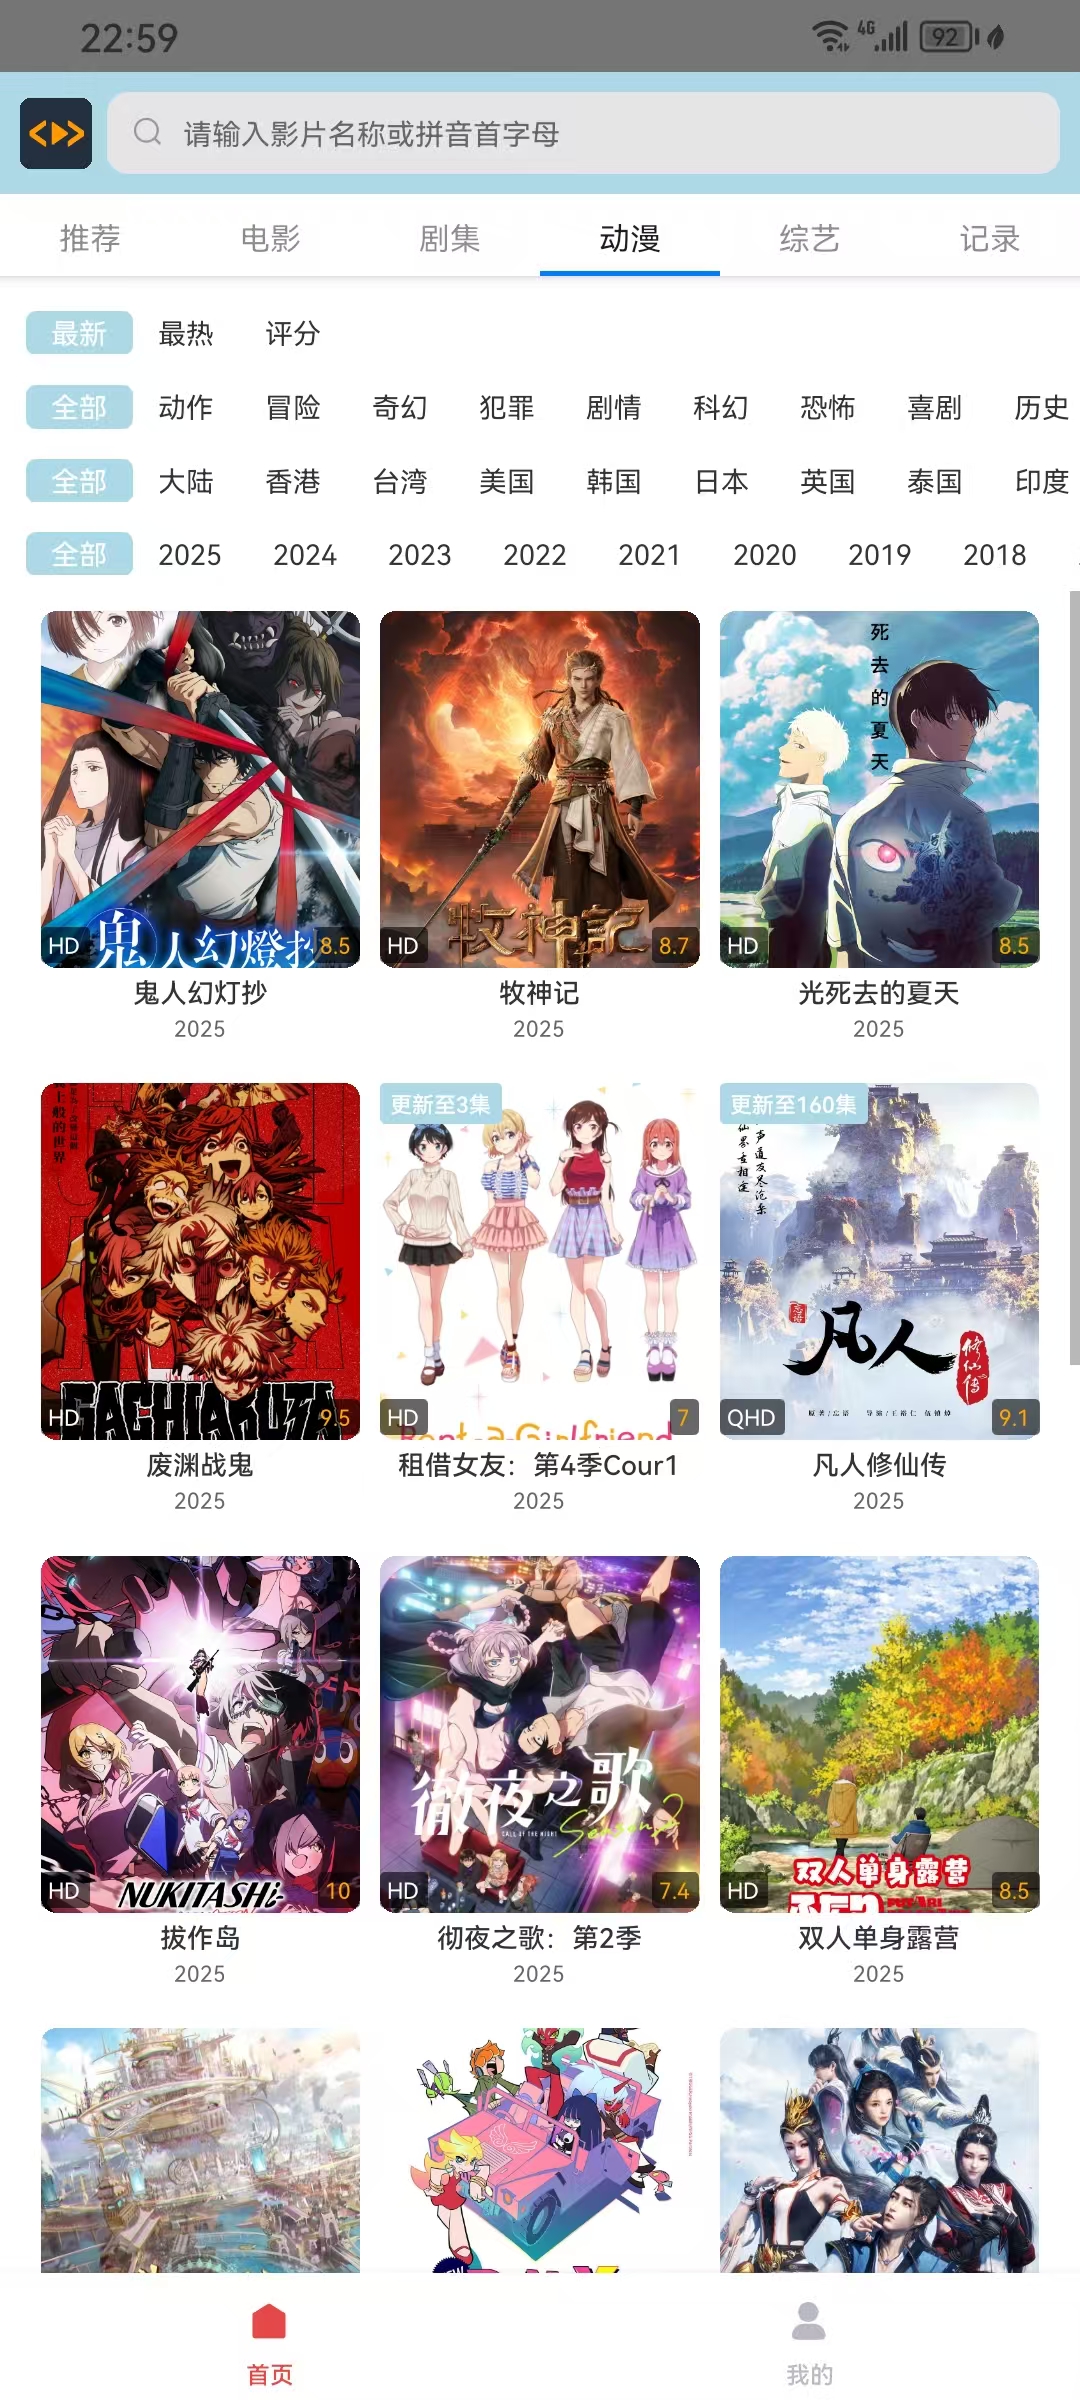 22:59
4G
92
请输入影片名称或拼音首字母
推荐 电影 剧集 动漫 综艺 记录
最新 最热 评分
全部 动作 冒险 奇幻 犯罪 剧情 科幻 恐怖 喜剧 历史
全部 大陆 香港 台湾 美国 韩国 日本 英国 泰国 印度
全部 2025 2024 2023 2022 2021 2020 2019 2018
死去的夏天
鬼人幻燈抄
牧神記
HD 8.5 HD 8.7 HD 8.5
鬼人幻灯抄 牧神记 光死去的夏天
2025 2025 2025
更新至3集 更新至160集
凡人
修仙传
GACHIAKUTA
Rent-a-Girlfriend
HD 9.5 HD 7 QHD 9.1
废渊战鬼 租借女友：第4季Cour1 凡人修仙传
2025 2025 2025
徹夜之歌
CALL OF THE NIGHT
Season 2
双人单身露营
NUKITASHI
HD 10 HD 7.4 HD 8.5
拔作岛 彻夜之歌：第2季 双人单身露营
2025 2025 2025
NEW
首页 我的